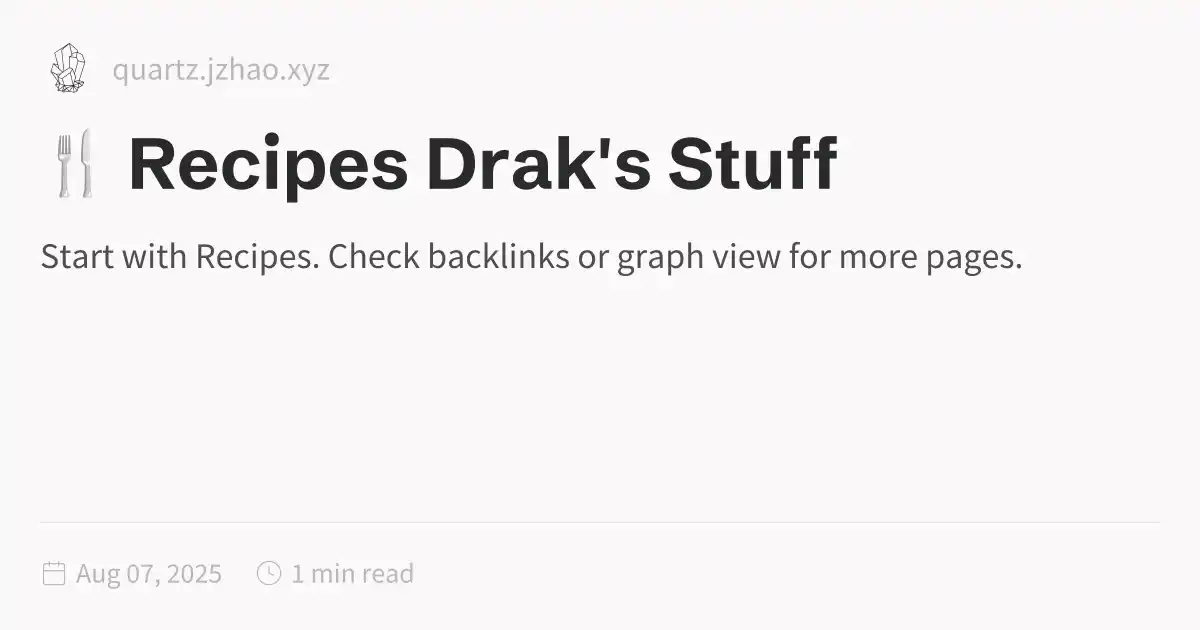 quartz.jzhao.xyz
🍴 Recipes Drak's Stuff
Start with Recipes. Check backlinks or graph view for more pages.
Aug 07, 2025 1 min read